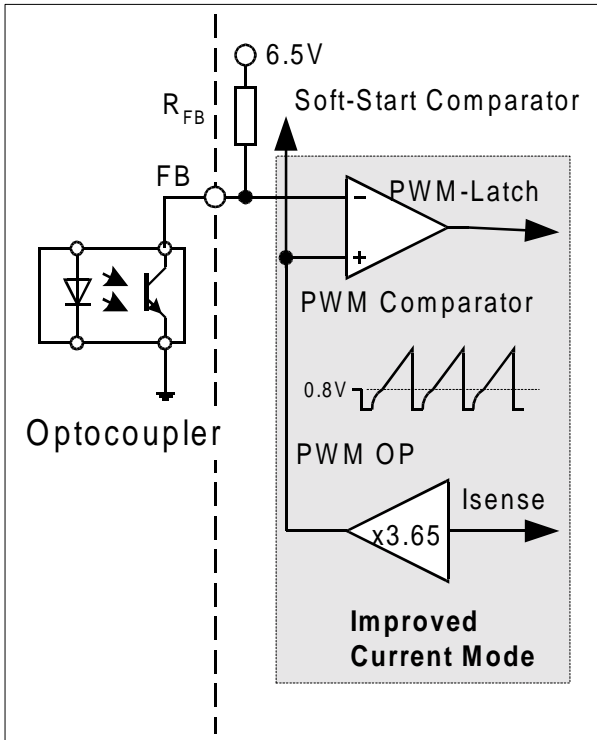 6.5V
Soft-Start Comparator
RFB
FB
PWM-Latch
−
+
PWM Comparator
0.8V
Optocoupler
PWM OP
Isense
x3.65
Improved
Current Mode